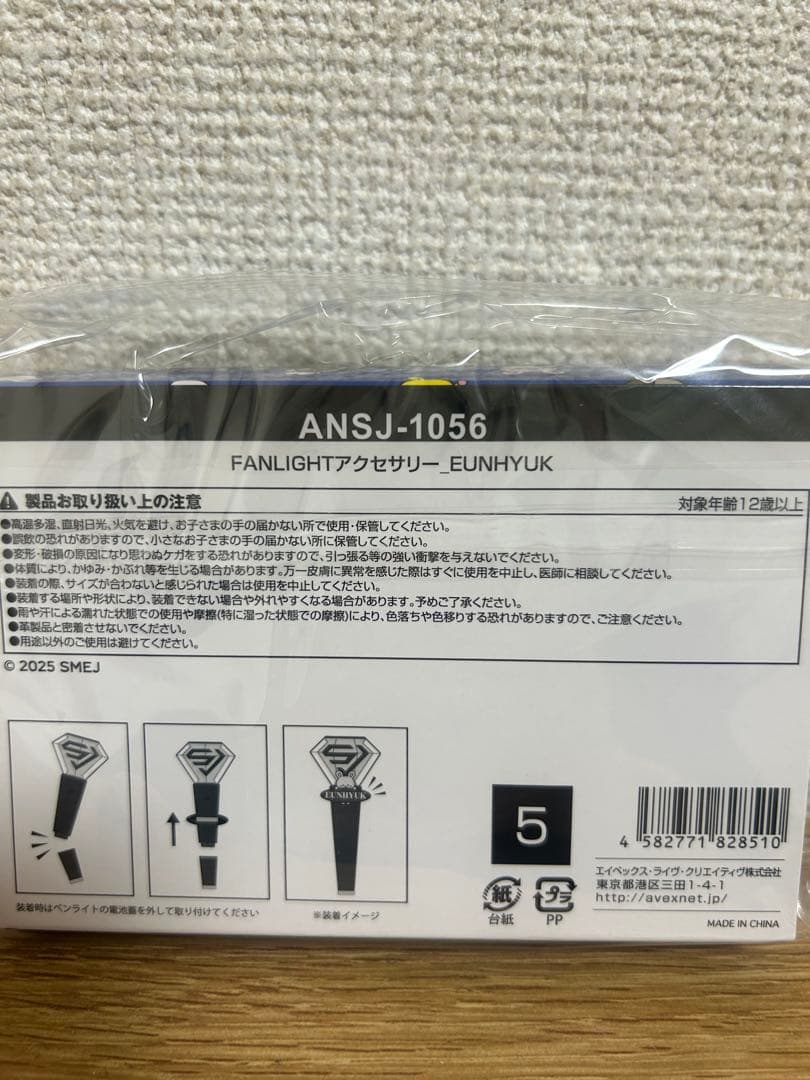 ANSJ-1056
FANLIGHTアクセサリー_EUNHYUK
製品お取り扱い上の注意
対象年齢12歳以上
●高温多湿、直射日光、火気を避け、お子さまの手の届かない所で使用・保管してください。
●誤飲の恐れがありますので、小さなお子さまの手の届かない所に保管してください。
●変形・破損の原因になり思わぬケガをする恐れがありますので、引っ張る等の強い衝撃を与えないでください。
●体質により、かゆみ・かぶれ等を生じる場合があります。万一皮膚に異常を感じた際はすぐに使用を中止し、医師に相談してください。
●装着の際、サイズが合わないと感じられた場合は使用を中止してください。
●装着する場所や形状により、装着できない場合や外れやすくなる場合があります。予めご了承ください。
●雨や汗による濡れた状態での使用や摩擦(特に湿った状態での摩擦)により、色落ちや色移りする恐れがありますので、ご注意ください。
●革製品と密着させないでください。
●用途以外のご使用は避けてください。
© 2025 SMEJ
SJ
SJ
SJ
EUNHYUK
装着時はペンライトの電池蓋を外して取り付けてください
※装着イメージ
5
紙
台紙
プラ
PP
4 582771 828510
エイベックス・ライヴ・クリエイティヴ株式会社
東京都港区三田1-4-1
http://avexnet.jp/
MADE IN CHINA